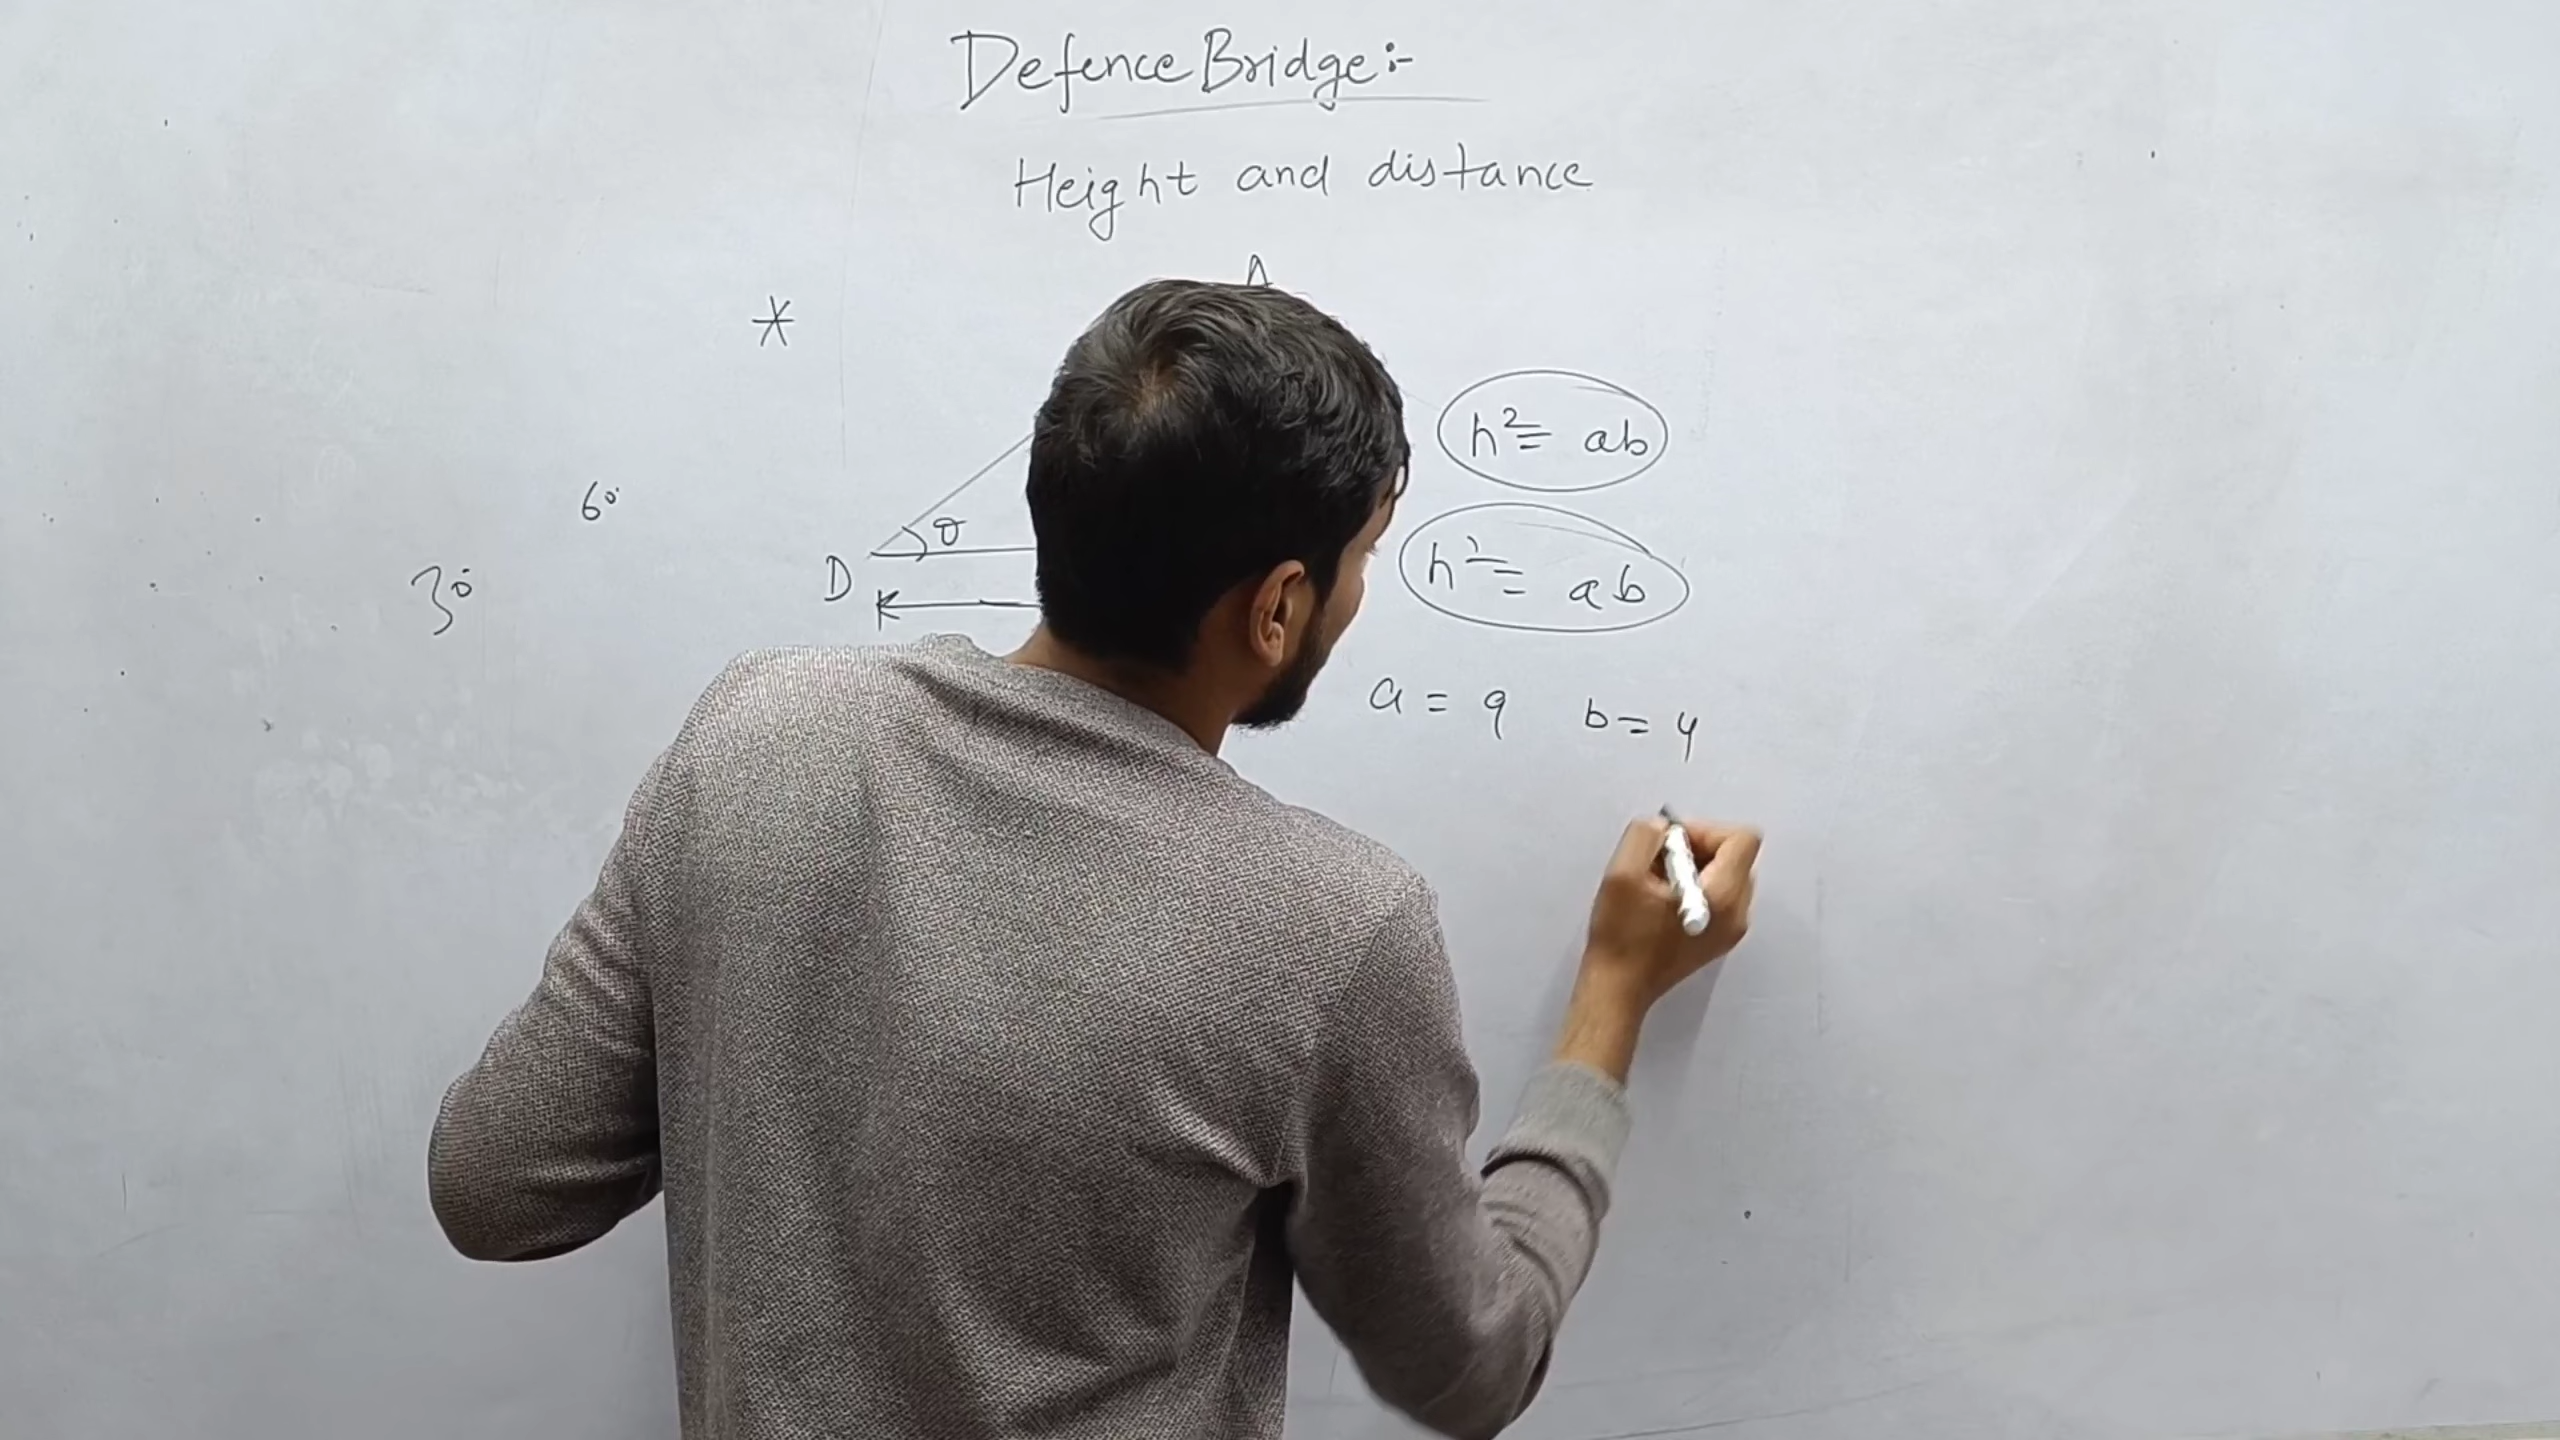 Defence Bridge:-
Height and distance
A
*
h²= ab
60°
θ
h²= ab
D
30°
a = 9 b = 4